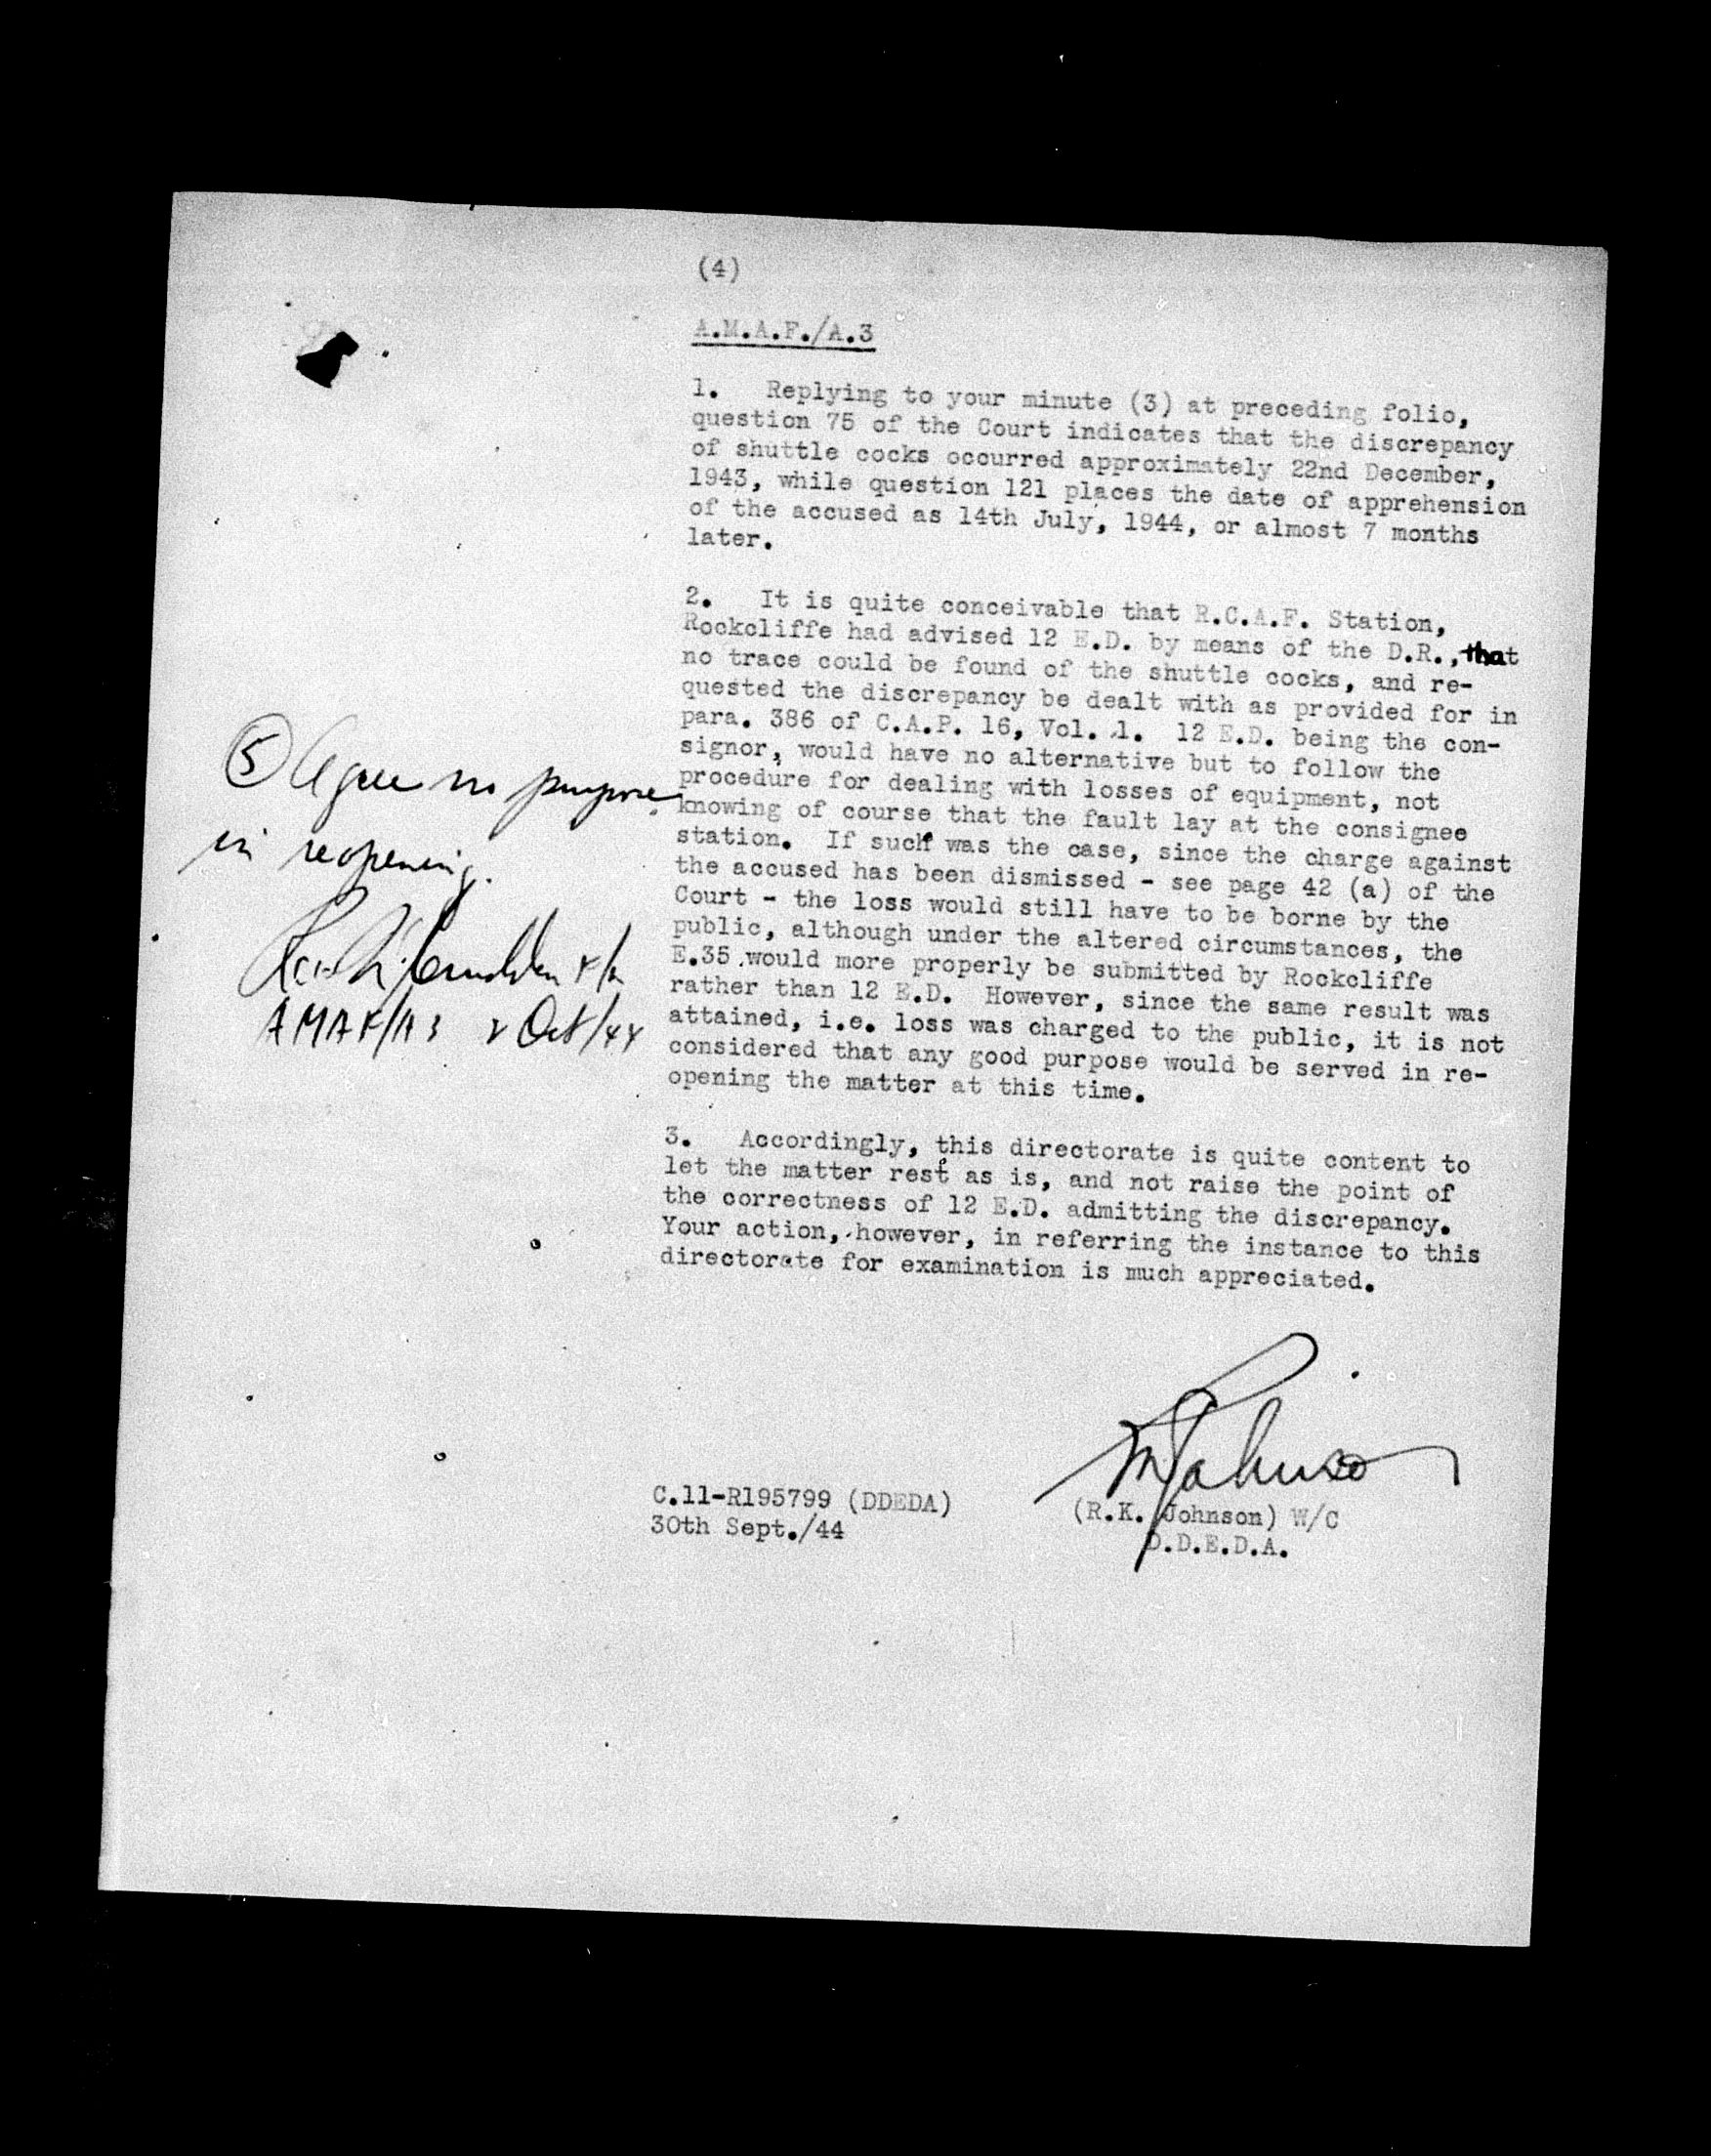 (4)
A.M.A.F./A.3
1. Replying to your minute (3) at preceding folio,
question 75 of the Court indicates that the discrepancy
of shuttle cocks occurred approximately 22nd December,
1943, while question 121 places the date of apprehension
of the accused as 14th July, 1944, or almost 7 months
later.
2. It is quite conceivable that R.C.A.F. Station,
Rockcliffe had advised 12 E.D. by means of the D.R., that
no trace could be found of the shuttle cocks, and re-
quested the discrepancy be dealt with as provided for in
para. 386 of C.A.P. 16, Vol. 1. 12 E.D. being the con-
signor, would have no alternative but to follow the
procedure for dealing with losses of equipment, not
knowing of course that the fault lay at the consignee
station. If such was the case, since the charge against
the accused has been dismissed - see page 42 (a) of the
Court - the loss would still have to be borne by the
public, although under the altered circumstances, the
E.35 would more properly be submitted by Rockcliffe
rather than 12 E.D. However, since the same result was
attained, i.e. loss was charged to the public, it is not
considered that any good purpose would be served in re-
opening the matter at this time.
3. Accordingly, this directorate is quite content to
let the matter rest as is, and not raise the point of
the correctness of 12 E.D. admitting the discrepancy.
Your action, however, in referring the instance to this
directorate for examination is much appreciated.
(5) Agree no purpose
in reopening.
AMAF/A3 2 Oct/44
C.11-R195799 (DDEDA)
30th Sept./44
(R.K. Johnson) W/C
D.D.E.D.A.